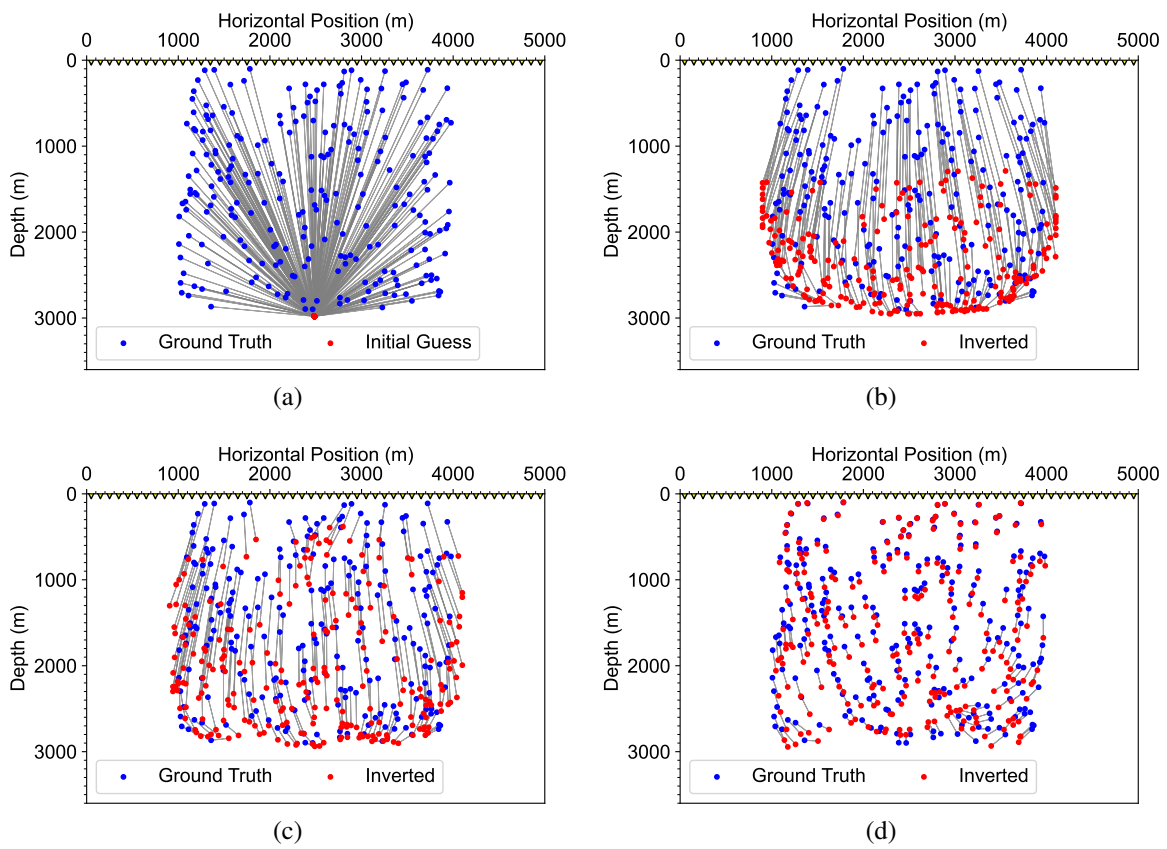 Horizontal Position (m)
0 1000 2000 3000 4000 5000
0
1000
2000
3000
Depth (m)
Ground Truth Initial Guess
(a)
Horizontal Position (m)
0 1000 2000 3000 4000 5000
0
1000
2000
3000
Depth (m)
Ground Truth Inverted
(b)
Horizontal Position (m)
0 1000 2000 3000 4000 5000
0
1000
2000
3000
Depth (m)
Ground Truth Inverted
(c)
Horizontal Position (m)
0 1000 2000 3000 4000 5000
0
1000
2000
3000
Depth (m)
Ground Truth Inverted
(d)